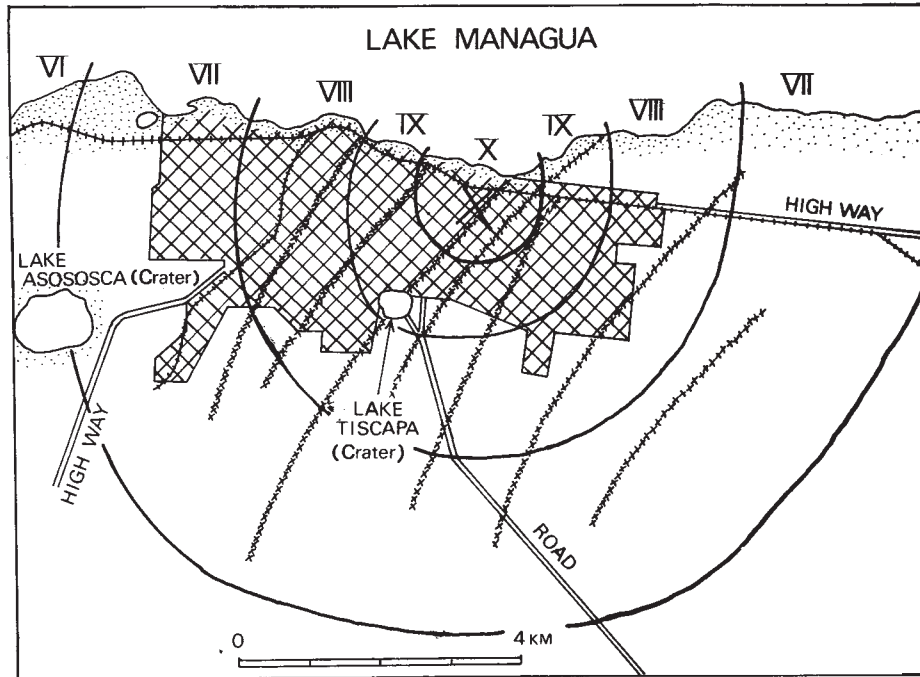 LAKE MANAGUA
VI
VII
VIII
IX
X
IX
VIII
VII
HIGH WAY
LAKE
ASOSOSCA (Crater)
LAKE
TISCAPA
(Crater)
HIGH WAY
ROAD
0
4 KM